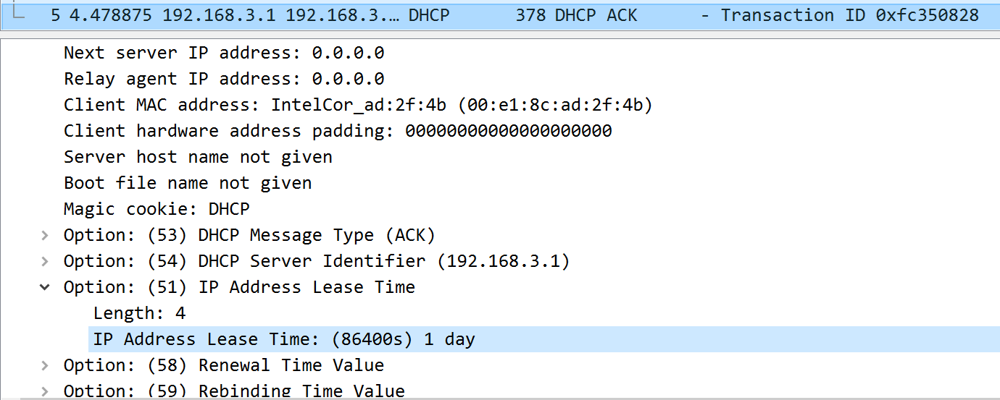 5 4.478875 192.168.3.1 192.168.3.… DHCP 378 DHCP ACK - Transaction ID 0xfc350828
Next server IP address: 0.0.0.0
Relay agent IP address: 0.0.0.0
Client MAC address: IntelCor_ad:2f:4b (00:e1:8c:ad:2f:4b)
Client hardware address padding: 00000000000000000000
Server host name not given
Boot file name not given
Magic cookie: DHCP
Option: (53) DHCP Message Type (ACK)
Option: (54) DHCP Server Identifier (192.168.3.1)
Option: (51) IP Address Lease Time
Length: 4
IP Address Lease Time: (86400s) 1 day
Option: (58) Renewal Time Value
Option: (59) Rebinding Time Value